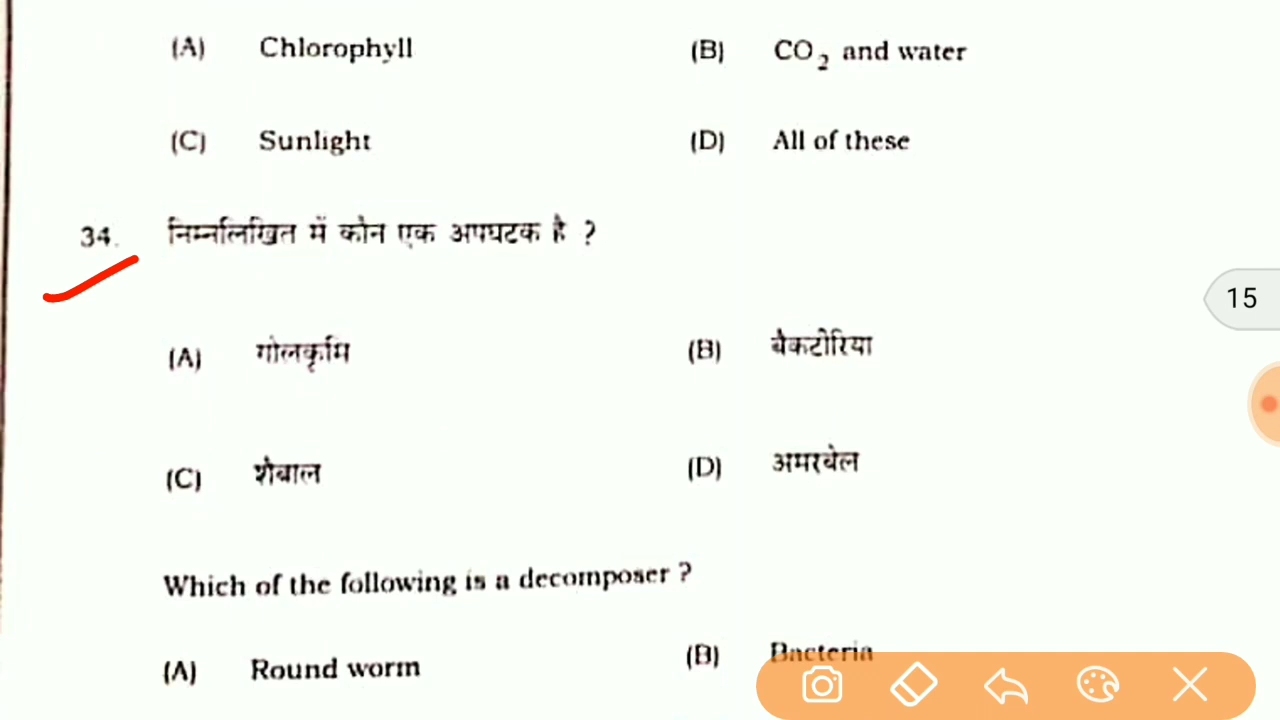 (A) Chlorophyll (B) CO₂ and water
(C) Sunlight (D) All of these
34. निम्नलिखित में कौन एक अपघटक है ?
15
(A) गोलकृमि (B) बैक्टीरिया
(C) शैवाल (D) अमरबेल
Which of the following is a decomposer ?
(A) Round worm (B) Bacteria